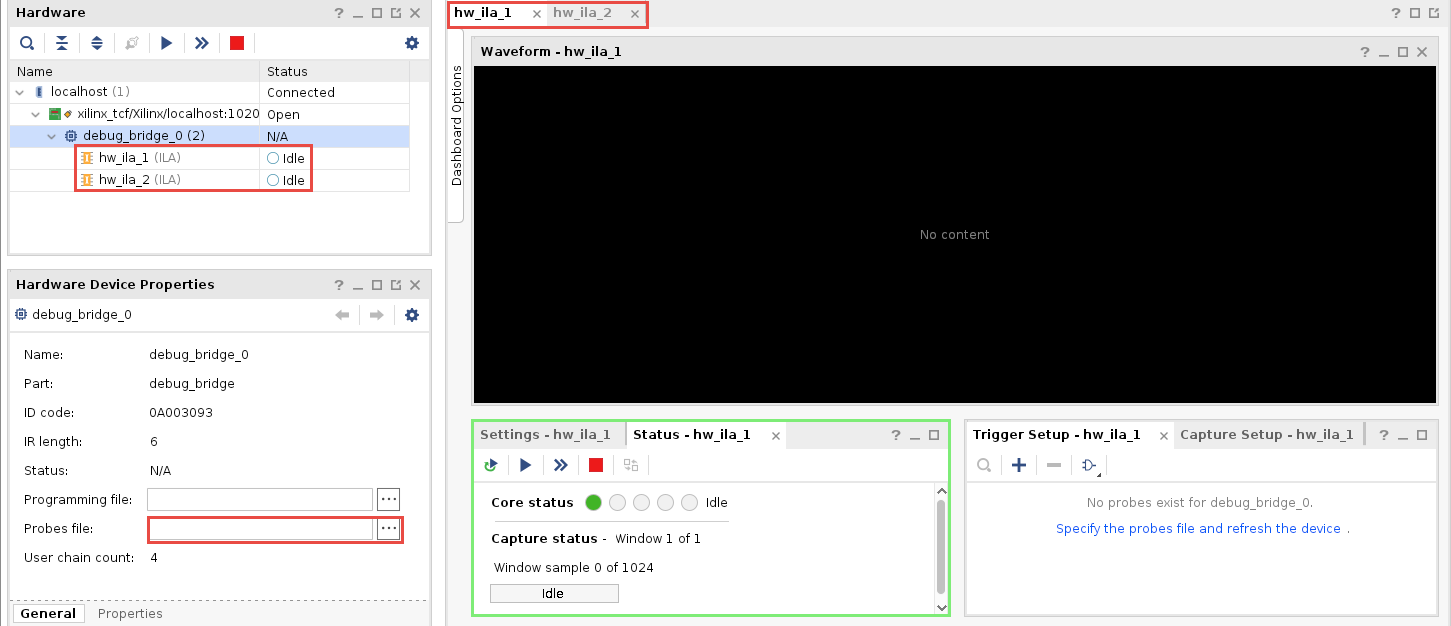 Hardware
Name Status
localhost (1) Connected
xilinx_tcf/Xilinx/localhost:1020 Open
debug_bridge_0 (2) N/A
hw_ila_1 (ILA) Idle
hw_ila_2 (ILA) Idle
Hardware Device Properties
debug_bridge_0
Name: debug_bridge_0
Part: debug_bridge
ID code: 0A003093
IR length: 6
Status: N/A
Programming file:
Probes file:
User chain count: 4
General Properties
hw_ila_1 hw_ila_2
Dashboard Options
Waveform - hw_ila_1
No content
Settings - hw_ila_1 Status - hw_ila_1
Core status Idle
Capture status - Window 1 of 1
Window sample 0 of 1024
Idle
Trigger Setup - hw_ila_1 Capture Setup - hw_ila_1
No probes exist for debug_bridge_0.
Specify the probes file and refresh the device .